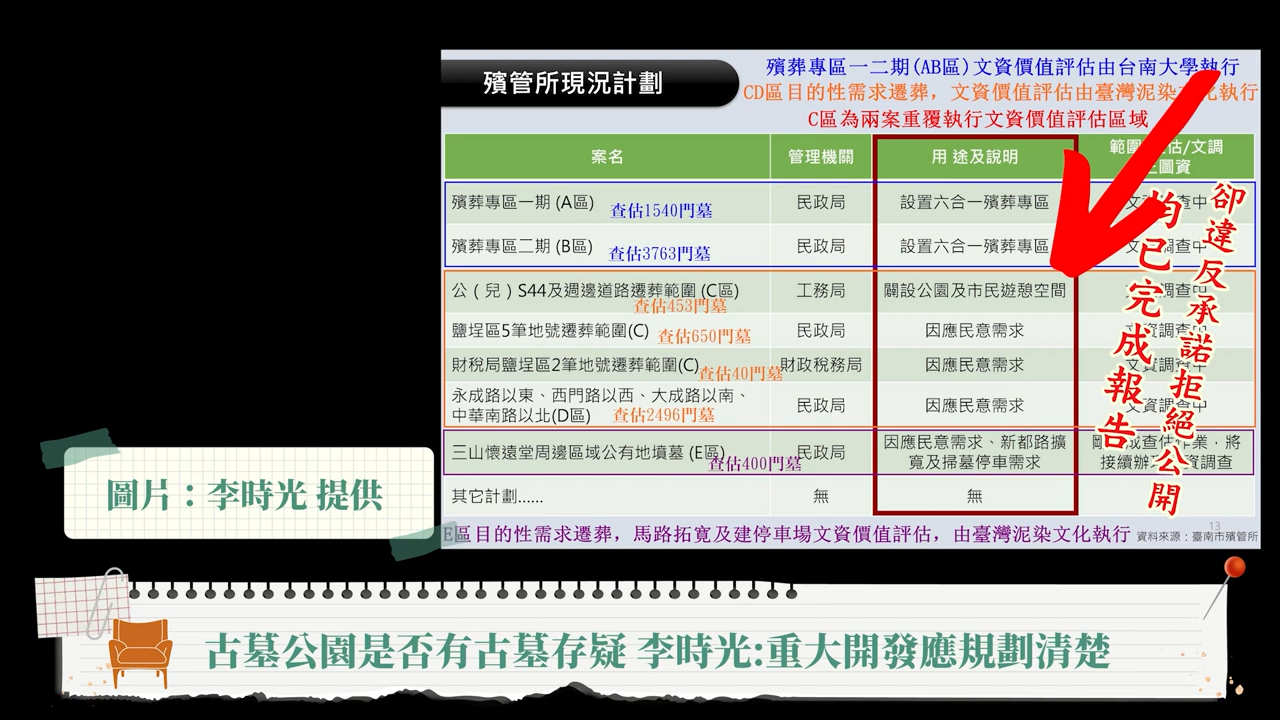 殯管所現況計劃
殯葬專區一二期(AB區)文資價值評估由台南大學執行
CD區目的性需求遷葬，文資價值評估由臺灣泥染文化執行
C區為兩案重覆執行文資價值評估區域
案名 管理機關 用 途及說明
殯葬專區一期 (A區) 查估1540門墓 民政局 設置六合一殯葬專區
殯葬專區二期 (B區) 查估3763門墓 民政局 設置六合一殯葬專區
公 ( 兒 ) S44及週邊道路遷葬範圍 (C區) 查估453門墓 工務局 闢設公園及市民遊憩空間
鹽埕區5筆地號遷葬範圍(C) 查估650門墓 民政局 因應民意需求
財稅局鹽埕區2筆地號遷葬範圍(C) 查估40門墓 財政稅務局 因應民意需求
永成路以東、西門路以西、大成路以南、
中華南路以北(D區) 查估2496門墓 民政局 因應民意需求
三山懷遠堂周邊區域公有地墳墓 (E區) 查估400門墓 民政局 因應民意需求、新都路擴
寬及掃墓停車需求
接續辦
資調查
其它計劃...... 無 無
卻違反承諾拒絕公開
均已完成報告
E區目的性需求遷葬，馬路拓寬及建停車場文資價值評估，由臺灣泥染文化執行
13
資料來源：臺南市殯管所
圖片：李時光 提供
古墓公園是否有古墓存疑 李時光:重大開發應規劃清楚